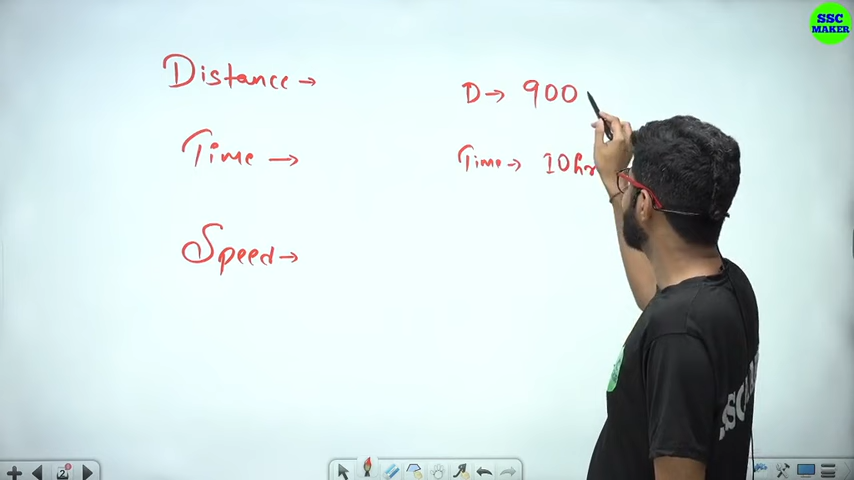 SSC
MAKER
Distance →
D → 900
Time →
Time → 10hr
Speed →